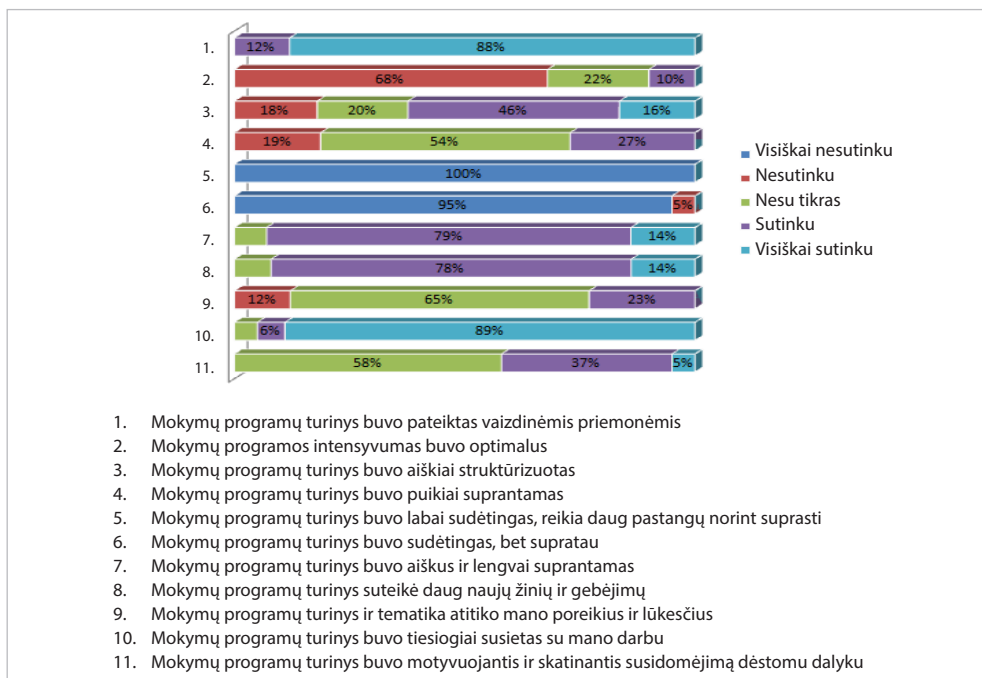 1. 12% 88%
2. 68% 22% 10%
3. 18% 20% 46% 16%
4. 19% 54% 27%
5. 100%
6. 95% 5%
7. 79% 14%
8. 78% 14%
9. 12% 65% 23%
10. 6% 89%
11. 58% 37% 5%
Visiškai nesutinku
Nesutinku
Nesu tikras
Sutinku
Visiškai sutinku
1. Mokymų programų turinys buvo pateiktas vaizdinėmis priemonėmis
2. Mokymų programos intensyvumas buvo optimalus
3. Mokymų programų turinys buvo aiškiai struktūrizuotas
4. Mokymų programų turinys buvo puikiai suprantamas
5. Mokymų programų turinys buvo labai sudėtingas, reikia daug pastangų norint suprasti
6. Mokymų programų turinys buvo sudėtingas, bet supratau
7. Mokymų programų turinys buvo aiškus ir lengvai suprantamas
8. Mokymų programų turinys suteikė daug naujų žinių ir gebėjimų
9. Mokymų programų turinys ir tematika atitiko mano poreikius ir lūkesčius
10. Mokymų programų turinys buvo tiesiogiai susietas su mano darbu
11. Mokymų programų turinys buvo motyvuojantis ir skatinantis susidomėjimą dėstomu dalyku